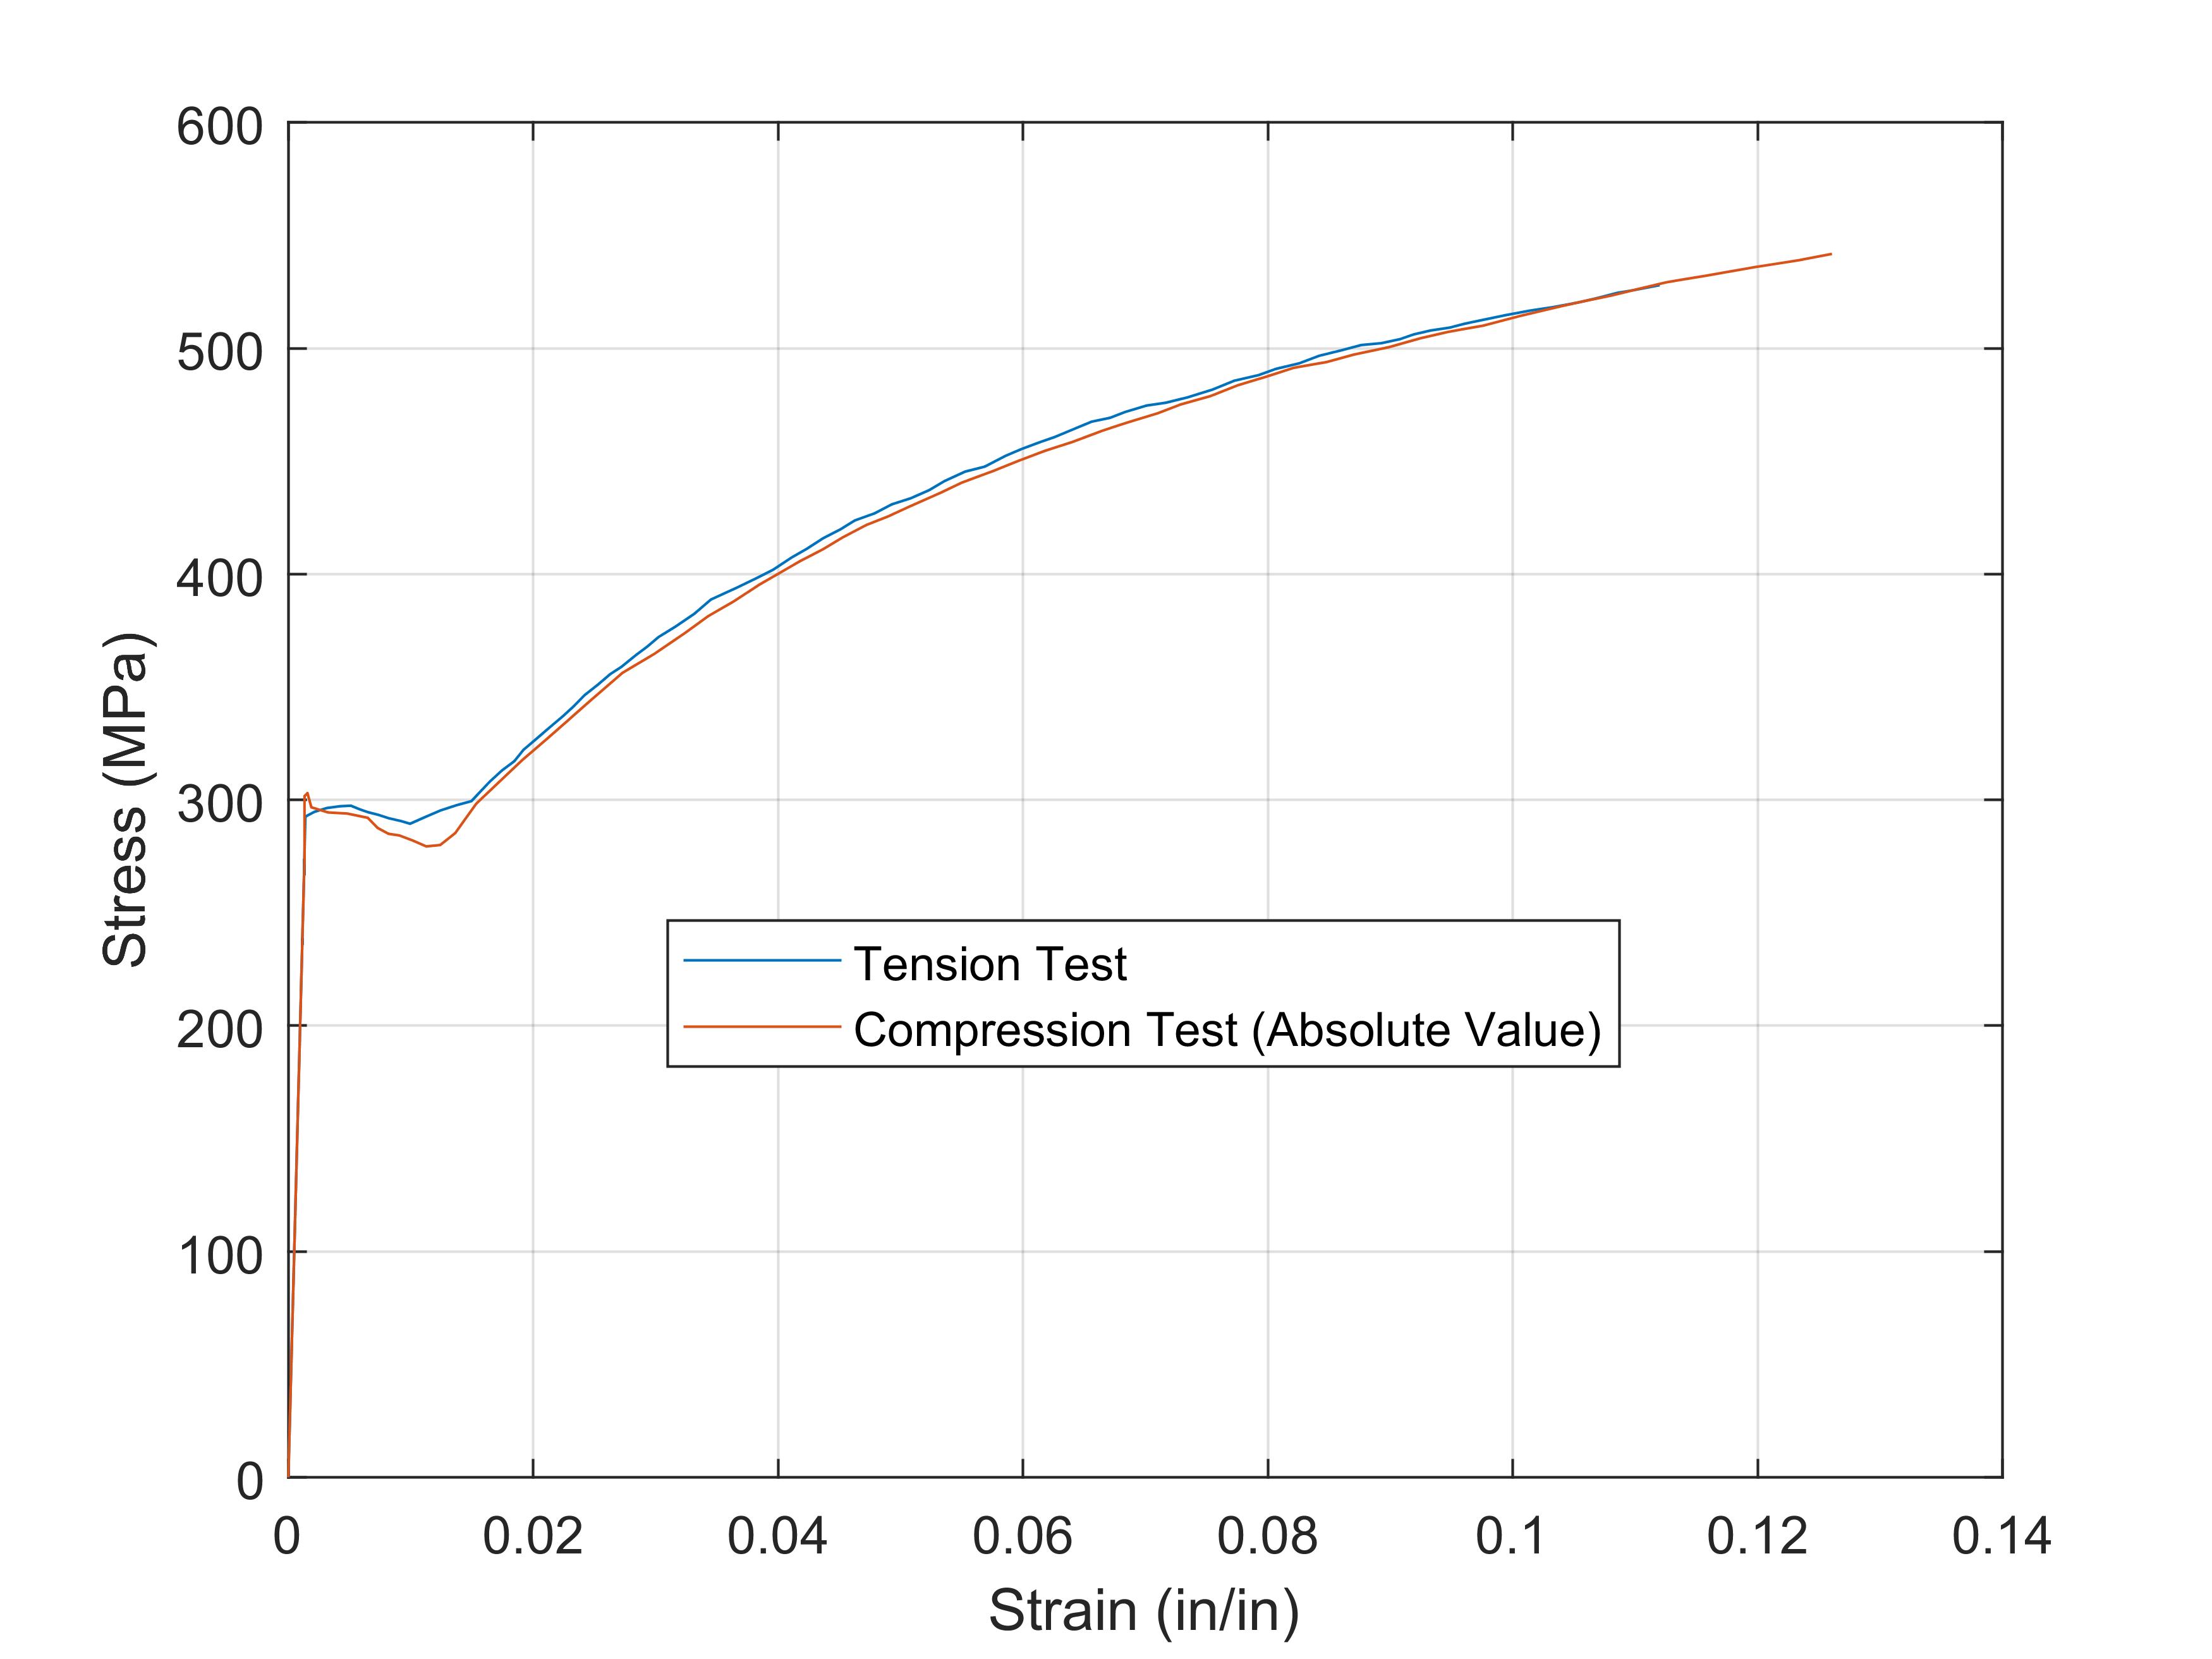 600
500
400
300
200
100
0
Stress (MPa)
Tension Test
Compression Test (Absolute Value)
0 0.02 0.04 0.06 0.08 0.1 0.12 0.14
Strain (in/in)